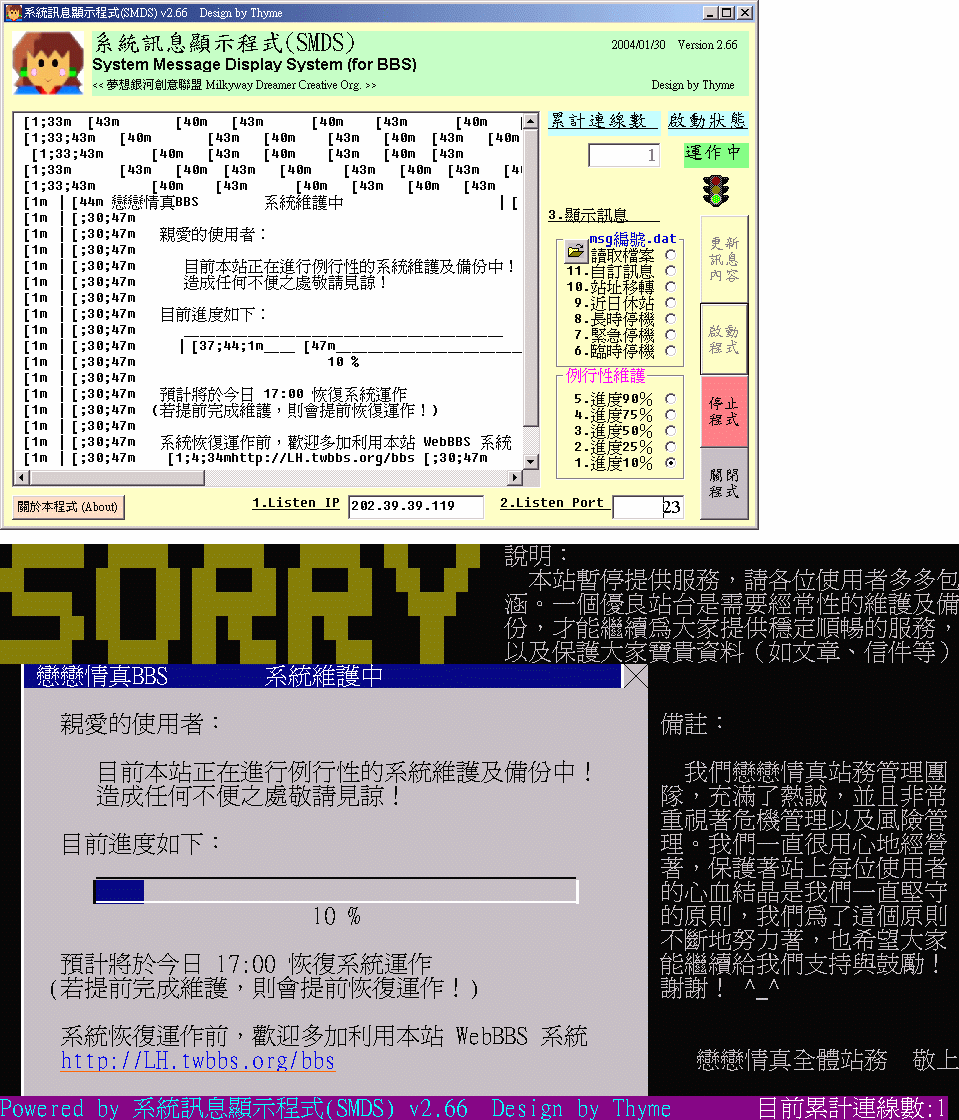 系統訊息顯示程式(SMDS) v2.66 Design by Thyme
系統訊息顯示程式(SMDS)
2004/01/30 Version 2.66
System Message Display System (for BBS)
<< 夢想銀河創意聯盟 Milkyway Dreamer Creative Org. >>
Design by Thyme
[1;33m [43m [40m [43m [40m [43m [40m
[1;33;43m [40m [43m [40m [43m [40m [43m [40m
[1;33;43m [40m [43m [40m [43m [40m [43m
[1;33m [43m [40m [43m [40m [43m [40m [43m [4
[1;33;43m [40m [43m [40m [43m [40m [43m
[1m | [44m 戀戀情真BBS 系統維護中 | [
[1m | [;30;47m
[1m | [;30;47m 親愛的使用者：
[1m | [;30;47m
[1m | [;30;47m 目前本站正在進行例行性的系統維護及備份中！
[1m | [;30;47m 造成任何不便之處敬請見諒！
[1m | [;30;47m
[1m | [;30;47m 目前進度如下：
[1m | [;30;47m ________________________________________
[1m | [;30;47m | [37;44;1m____ [47m________________________
[1m | [;30;47m 10 %
[1m | [;30;47m
[1m | [;30;47m 預計將於今日 17:00 恢復系統運作
[1m | [;30;47m (若提前完成維護，則會提前恢復運作！)
[1m | [;30;47m
[1m | [;30;47m 系統恢復運作前，歡迎多加利用本站 WebBBS 系統
[1m | [;30;47m [1;4;34mhttp://LH.twbbs.org/bbs [;30;47m
累計連線數 啟動狀態
1 運作中
3.顯示訊息
msg編號.dat
讀取檔案
11.自訂訊息
10.站址移轉
9.近日休站
8.長時停機
7.緊急停機
6.臨時停機
例行性維護
5.進度90%
4.進度75%
3.進度50%
2.進度25%
1.進度10%
更新
訊息
內容
啟動
程式
停止
程式
關閉
程式
關於本程式 (About)
1.Listen IP 202.39.39.119 2.Listen Port 23
SORRY
說明：
本站暫停提供服務，請各位使用者多多包
涵。一個優良站台是需要經常性的維護及備
份，才能繼續為大家提供穩定順暢的服務，
以及保護大家寶貴資料（如文章、信件等）
戀戀情真BBS 系統維護中
親愛的使用者：
目前本站正在進行例行性的系統維護及備份中！
造成任何不便之處敬請見諒！
目前進度如下：
10 %
預計將於今日 17:00 恢復系統運作
(若提前完成維護，則會提前恢復運作！)
系統恢復運作前，歡迎多加利用本站 WebBBS 系統
http://LH.twbbs.org/bbs
備註：
我們戀戀情真站務管理團
隊，充滿了熱誠，並且非常
重視著危機管理以及風險管
理。我們一直很用心地經營
著，保護著站上每位使用者
的心血結晶是我們一直堅守
的原則，我們為了這個原則
不斷地努力著，也希望大家
能繼續給我們支持與鼓勵！
謝謝！ ^_^
戀戀情真全體站務 敬上
Powered by 系統訊息顯示程式(SMDS) v2.66 Design by Thyme 目前累計連線數:1